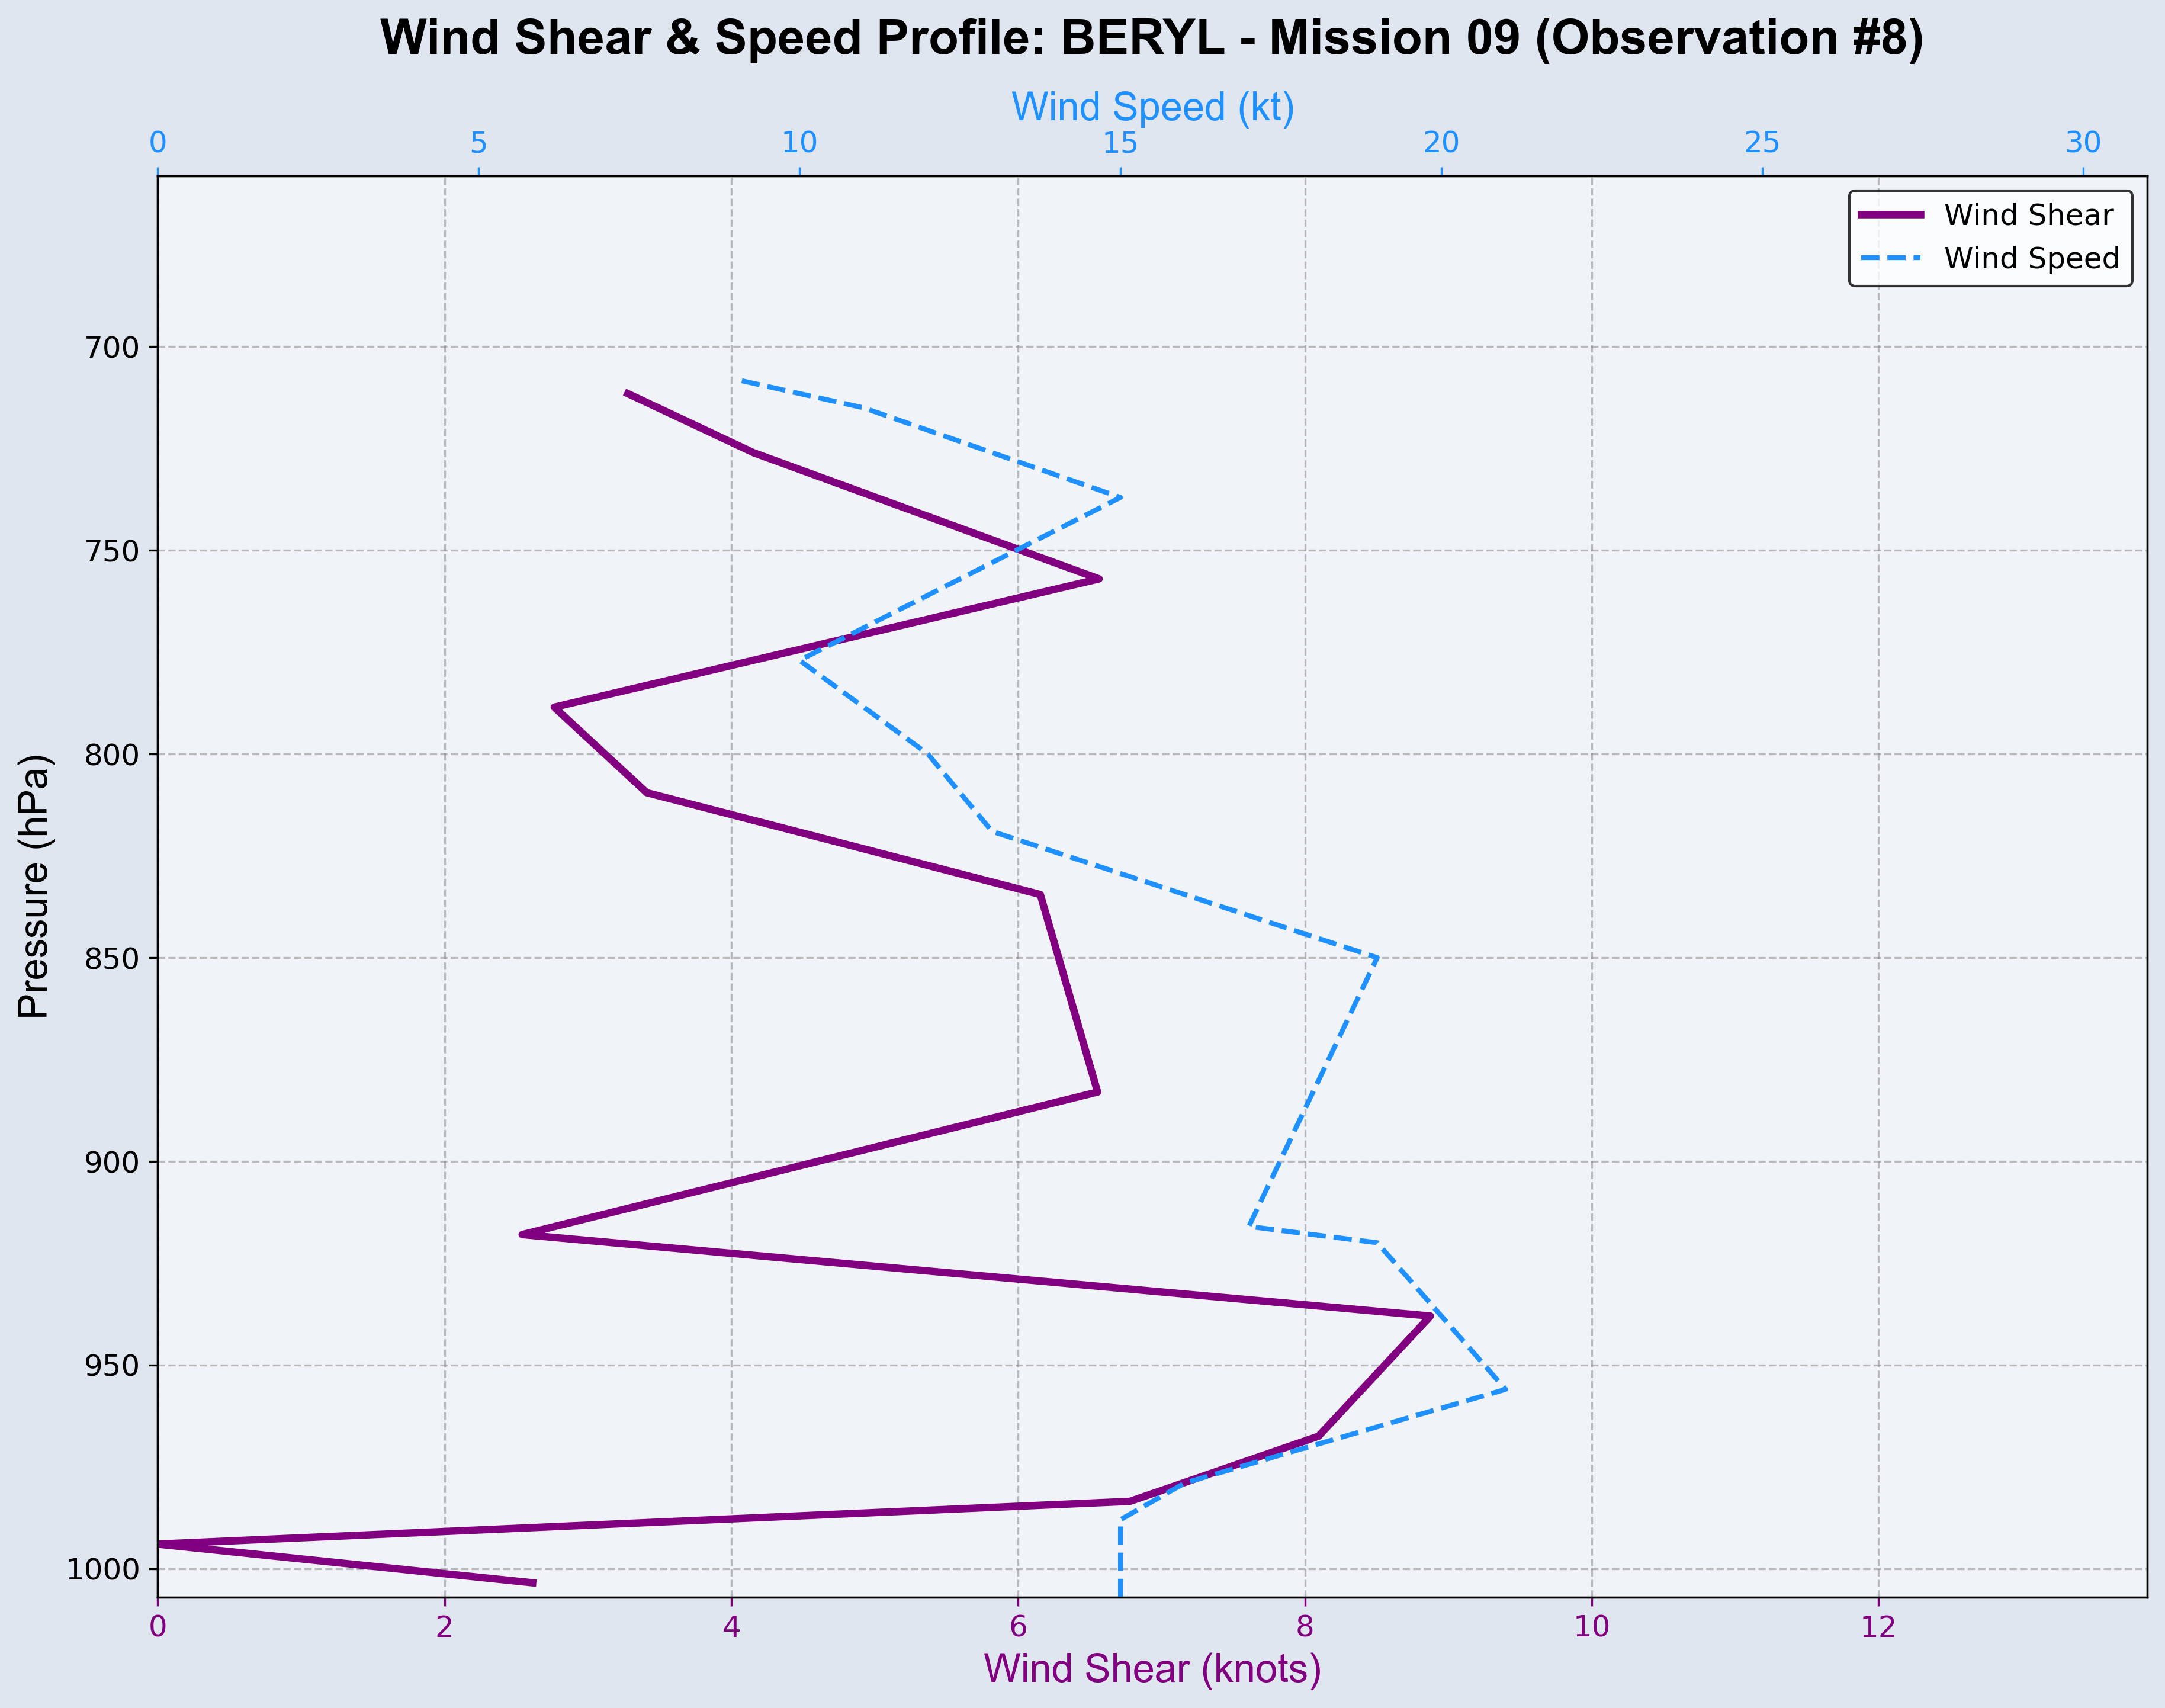 Wind Shear & Speed Profile: BERYL - Mission 09 (Observation #8)
Wind Speed (kt)
0 5 10 15 20 25 30
Wind Shear
Wind Speed
Pressure (hPa)
700
750
800
850
900
950
1000
0 2 4 6 8 10 12
Wind Shear (knots)